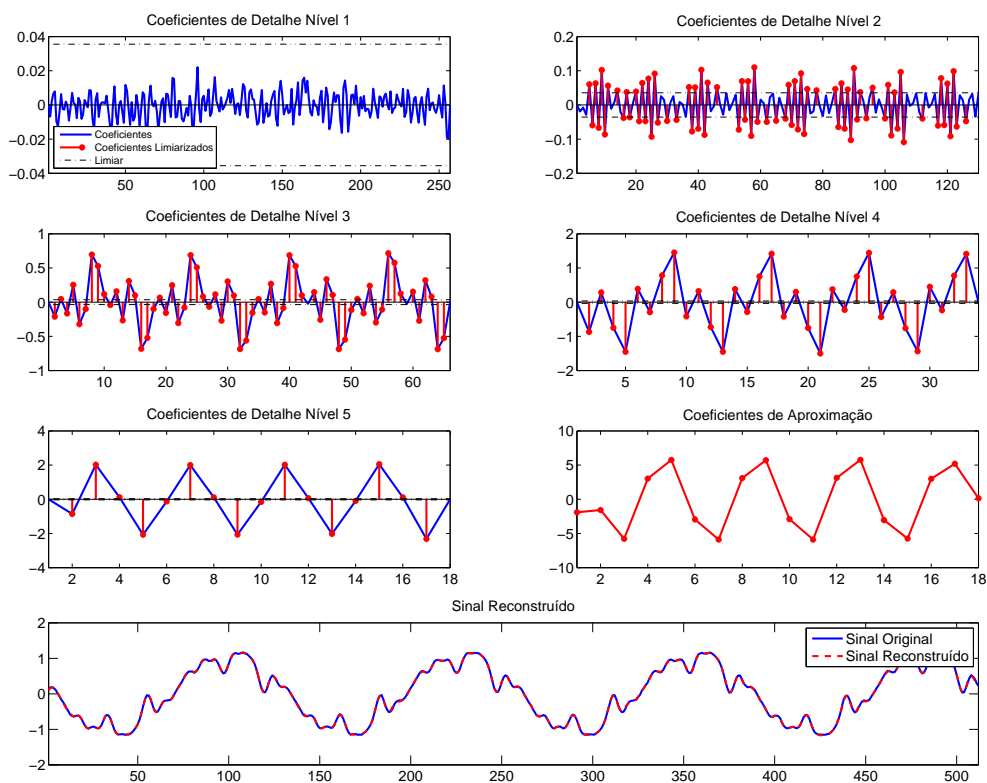 Coeficientes de Detalhe Nível 1
0.04
0.02
0
−0.02
−0.04
50 100 150 200 250
Coeficientes
Coeficientes Limiarizados
Limiar
Coeficientes de Detalhe Nível 2
0.2
0.1
0
−0.1
−0.2
20 40 60 80 100 120
Coeficientes de Detalhe Nível 3
1
0.5
0
−0.5
−1
10 20 30 40 50 60
Coeficientes de Detalhe Nível 4
2
1
0
−1
−2
5 10 15 20 25 30
Coeficientes de Detalhe Nível 5
4
2
0
−2
−4
2 4 6 8 10 12 14 16 18
Coeficientes de Aproximação
10
5
0
−5
−10
2 4 6 8 10 12 14 16 18
Sinal Reconstruído
2
1
0
−1
−2
50 100 150 200 250 300 350 400 450 500
Sinal Original
Sinal Reconstruído